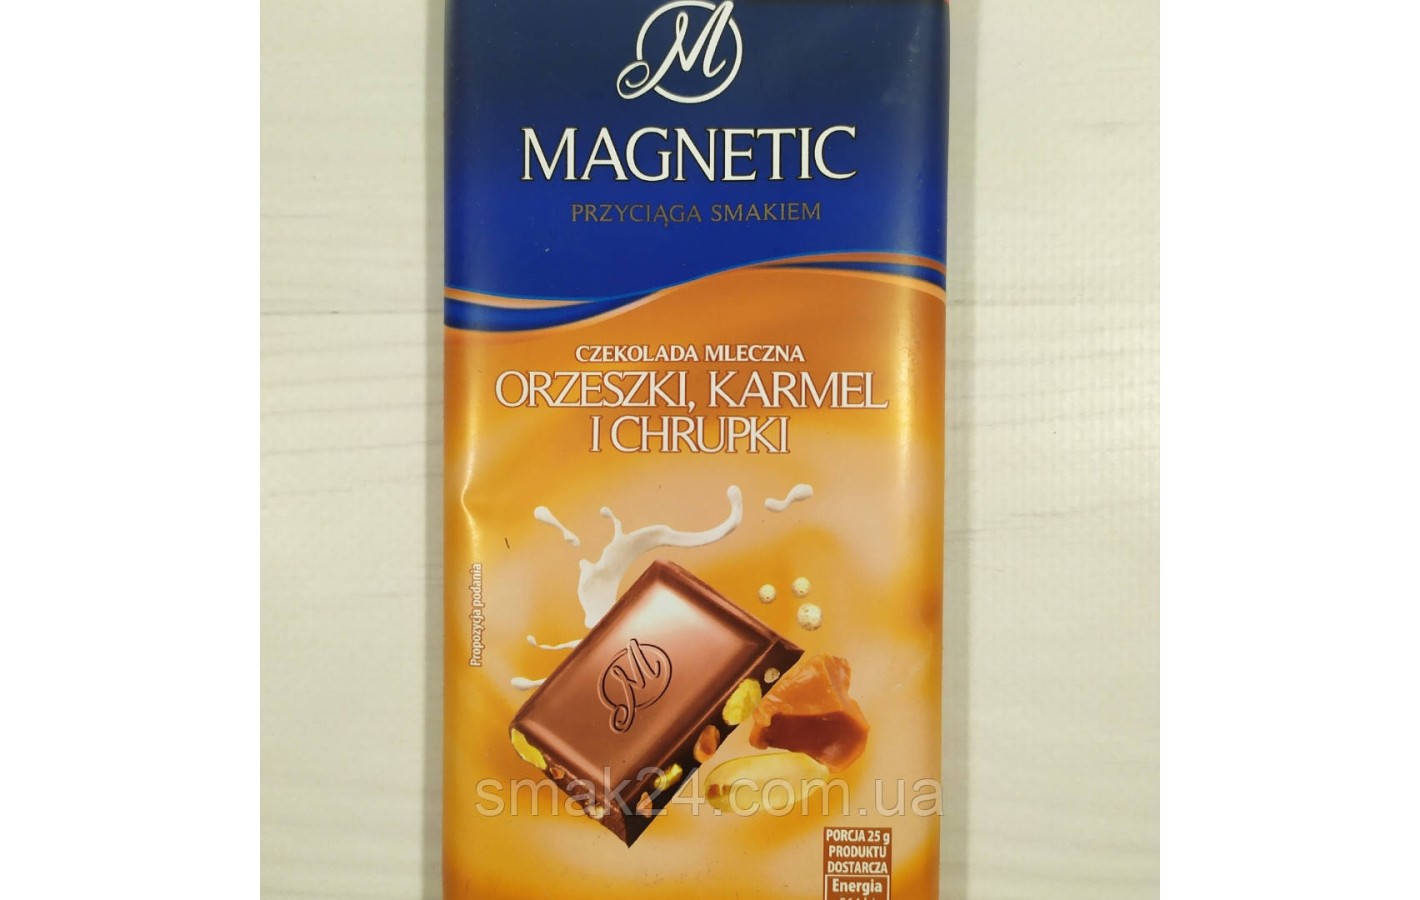 M
MAGNETIC
PRZYCIĄGA SMAKIEM
CZEKOLADA MLECZNA
ORZESZKI, KARMEL
I CHRUPKI
Propozycja podania
M
smak24.com.ua
PORCJA 25 g
PRODUKTU
DOSTARCZA
Energia